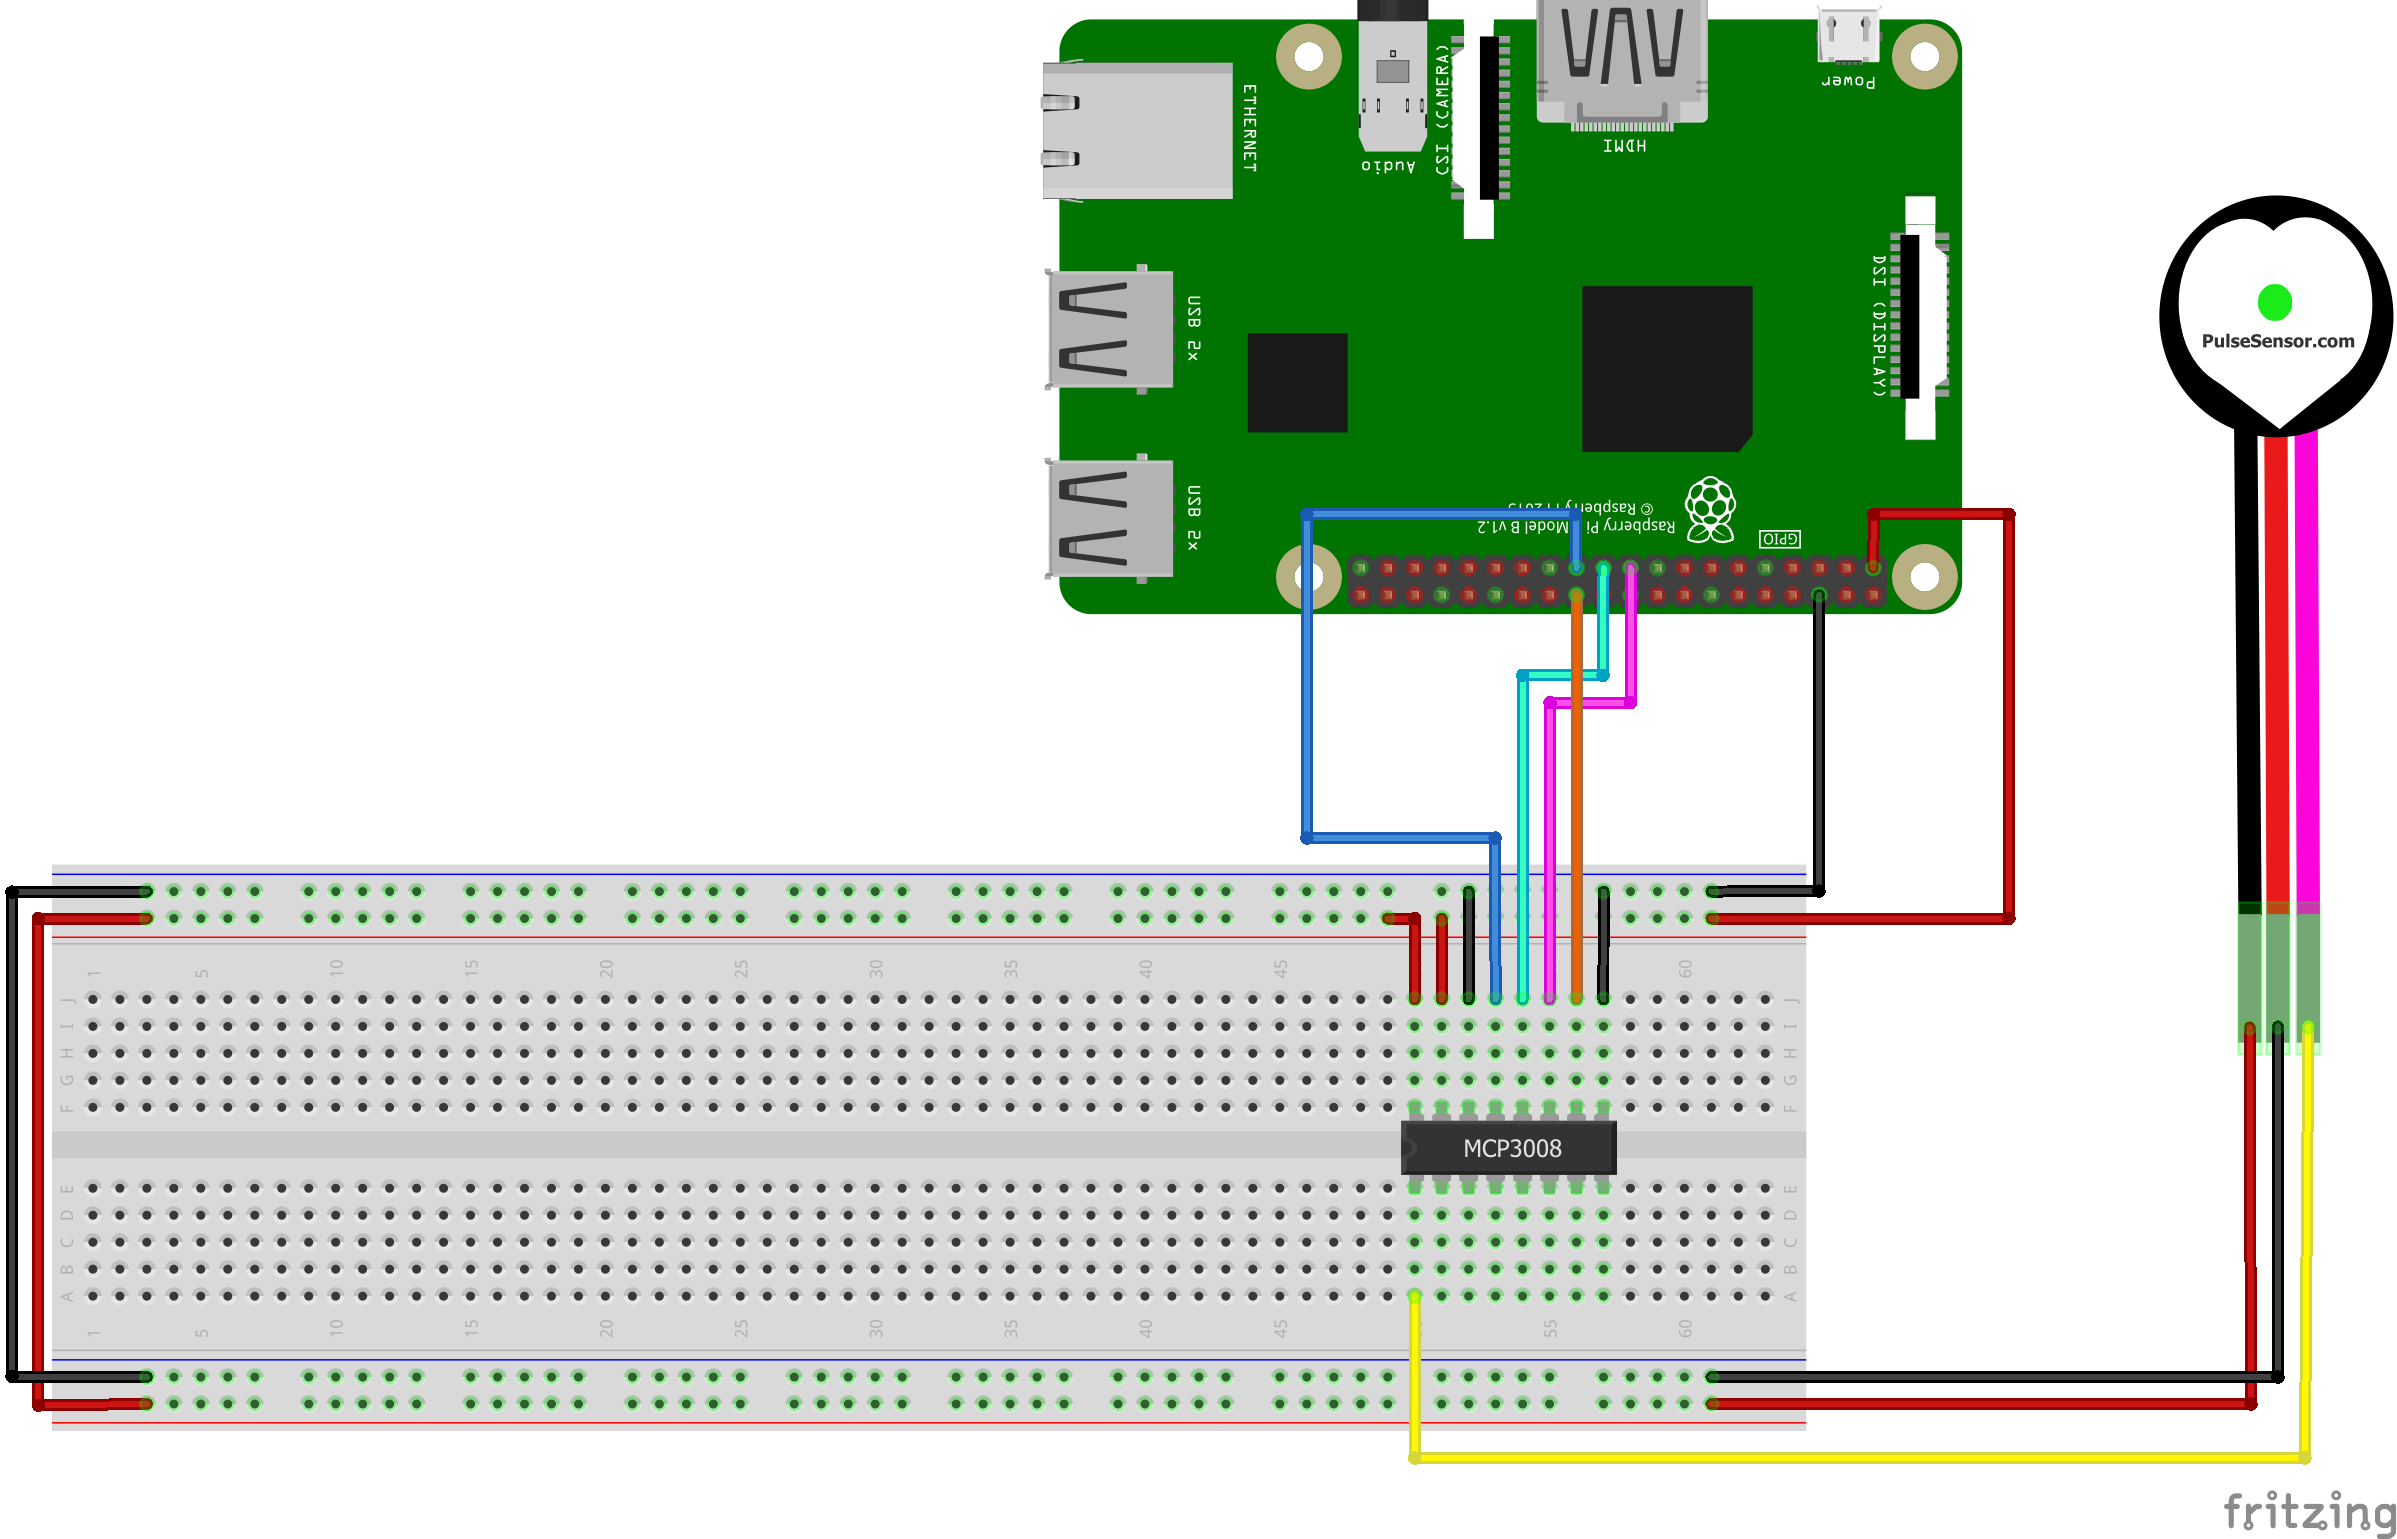 ETHERNET
Audio
CSI (CAMERA)
HDMI
Power
USB 2x
DSI (DISPLAY)
PulseSensor.com
USB 2x
Raspberry Pi Model B v1.2
© Raspberry Pi 2015
GPIO
1 5 10 15 20 25 30 35 40 45 60
J J
I I
H H
G G
F F
MCP3008
E E
D D
C C
B B
A A
1 5 10 15 20 25 30 35 40 45 55 60
fritzing